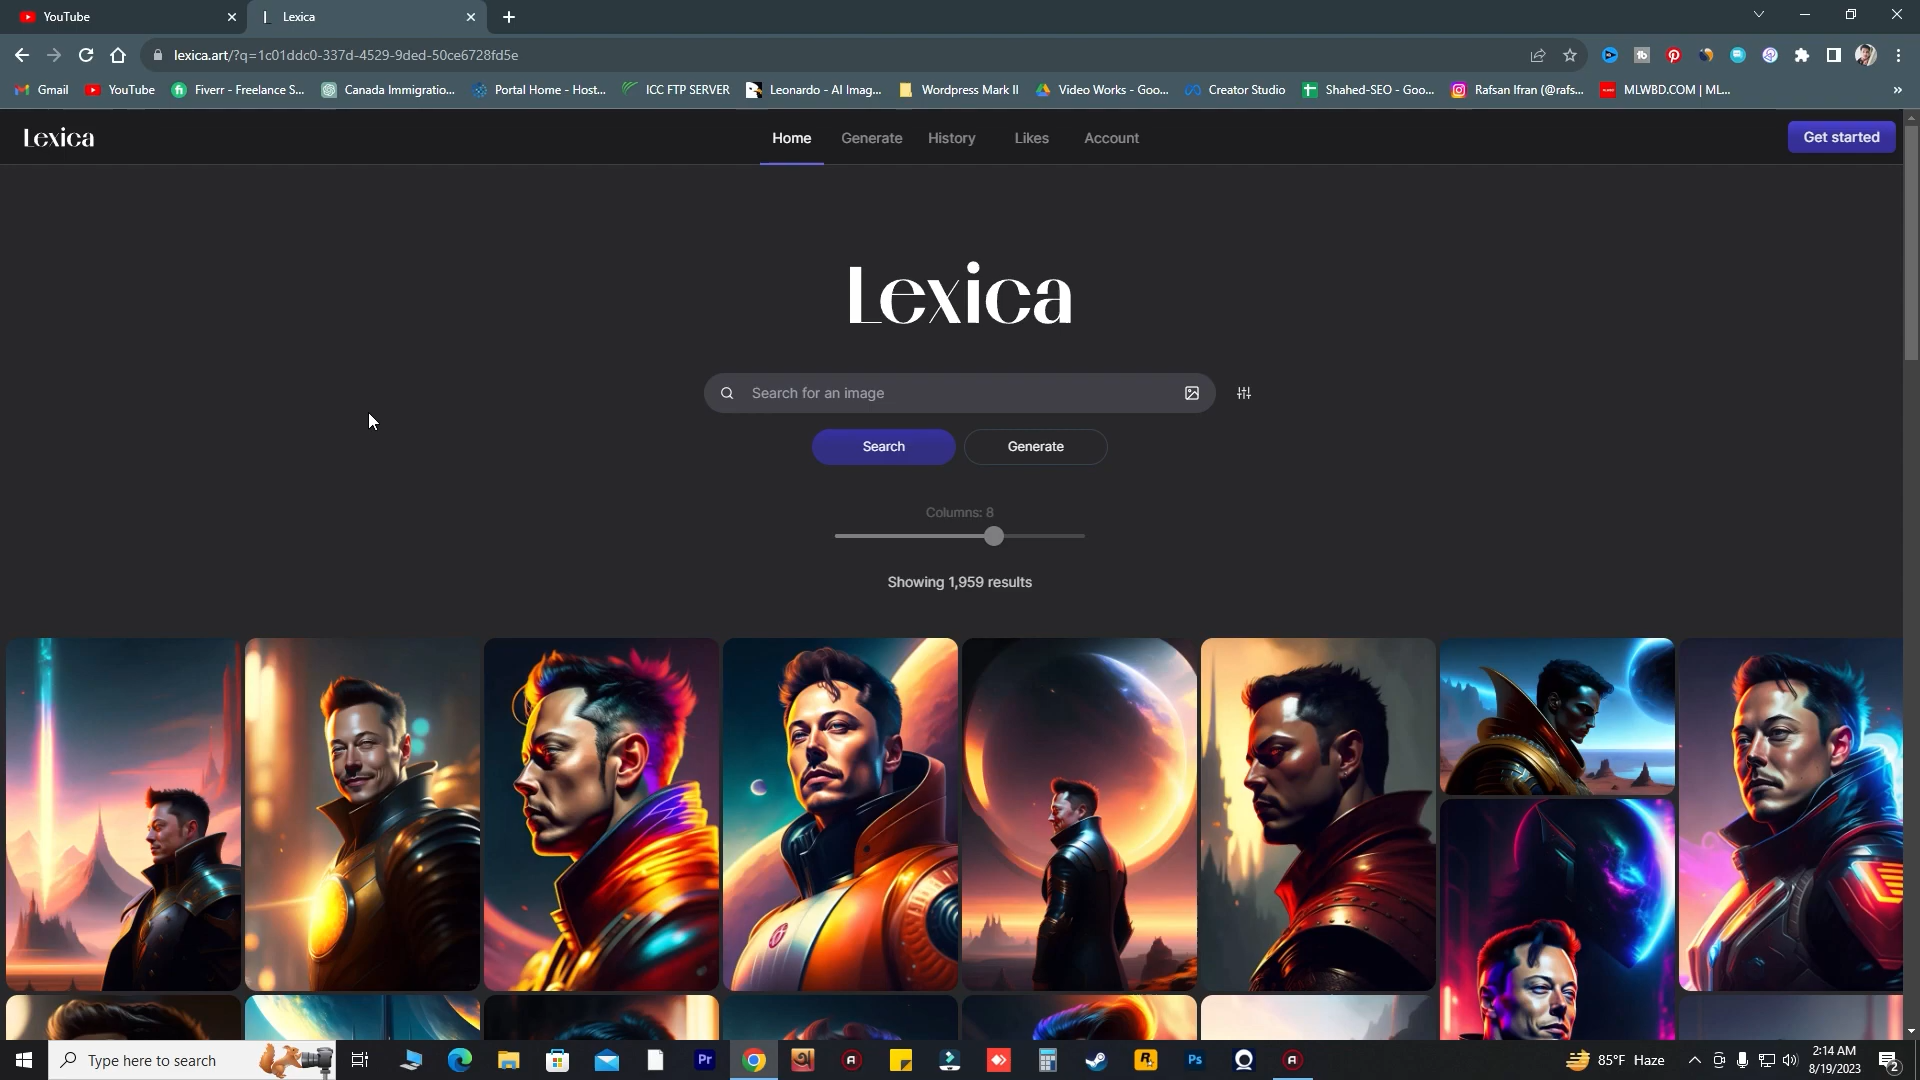 YouTube
Lexica
lexica.art/?q=1c01ddc0-337d-4529-9ded-50ce6728fd5e
Gmail
YouTube
Fiverr - Freelance S...
Canada Immigratio...
Portal Home - Host...
ICC FTP SERVER
Leonardo - AI Imag...
Wordpress Mark II
Video Works - Goo...
Creator Studio
Shahed-SEO - Goo...
Rafsan Ifran (@rafs...
MLWBD.COM | ML...
Lexica
Home
Generate
History
Likes
Account
Get started
Lexica
Search for an image
Search
Generate
Columns: 8
Showing 1,959 results
Type here to search
Pr
Ps
85°F Haze
2:14 AM
8/19/2023
2